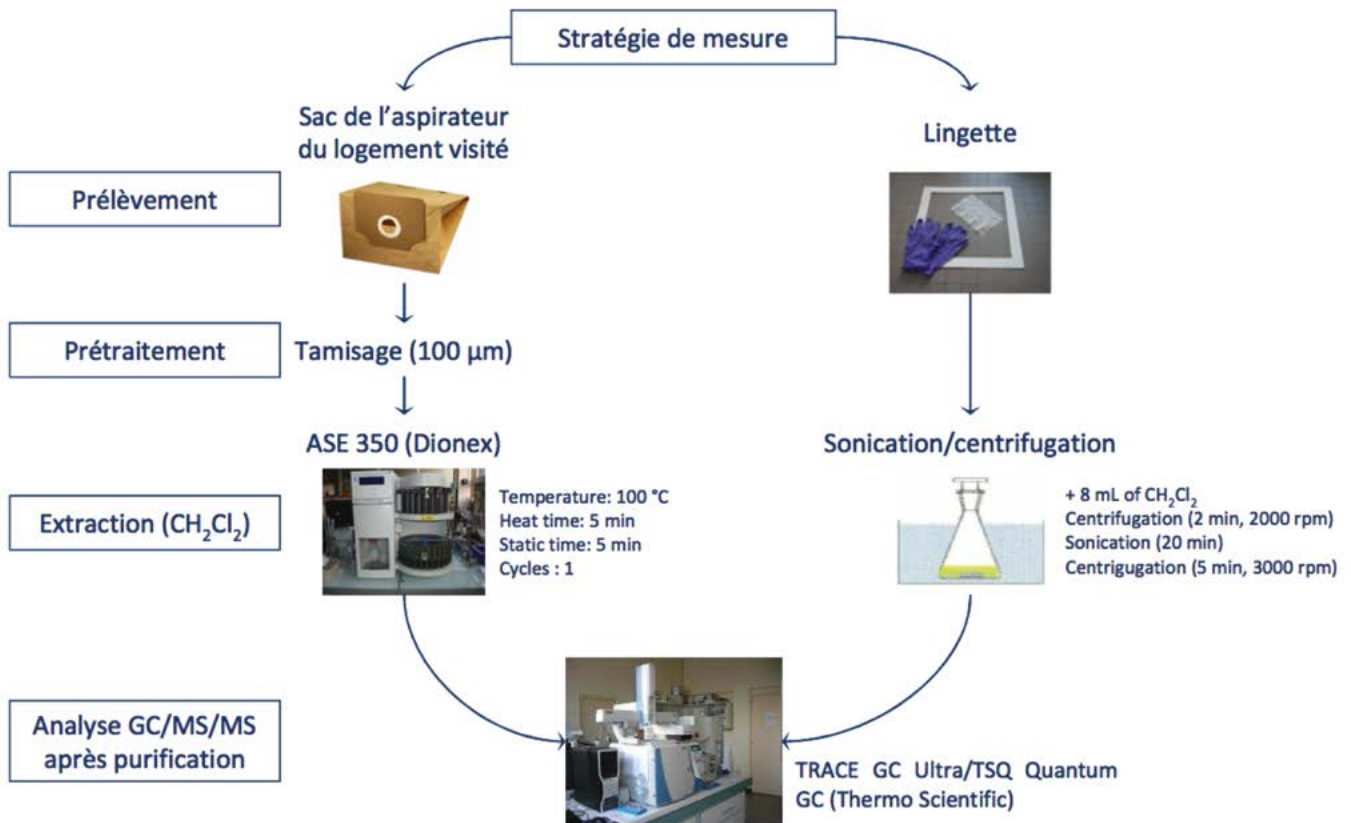 Stratégie de mesure
Sac de l'aspirateur
du logement visité
Lingette
Prélèvement
Prétraitement
Tamisage (100 µm)
ASE 350 (Dionex)
Sonication/centrifugation
Extraction (CH₂Cl₂)
Temperature: 100 °C
Heat time: 5 min
Static time: 5 min
Cycles : 1
+ 8 mL of CH₂Cl₂
Centrifugation (2 min, 2000 rpm)
Sonication (20 min)
Centrigugation (5 min, 3000 rpm)
Analyse GC/MS/MS
après purification
TRACE GC Ultra/TSQ Quantum
GC (Thermo Scientific)